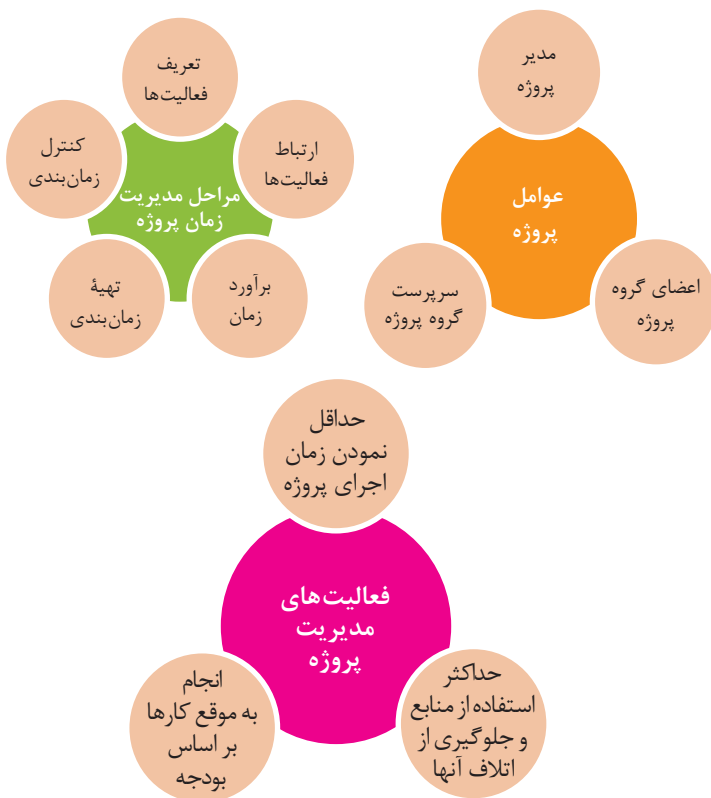 عوامل
پروژه
مدیر
پروژه
اعضای گروه
پروژه
سرپرست
گروه پروژه
مراحل مدیریت
زمان پروژه
تعریف
فعالیت‌ها
ارتباط
فعالیت‌ها
برآورد
زمان
تهیهٔ
زمان‌بندی
کنترل
زمان‌بندی
فعالیت‌های
مدیریت
پروژه
حداقل
نمودن زمان
اجرای پروژه
حداکثر
استفاده از منابع
و جلوگیری از
اتلاف آنها
انجام
به موقع کارها
بر اساس
بودجه